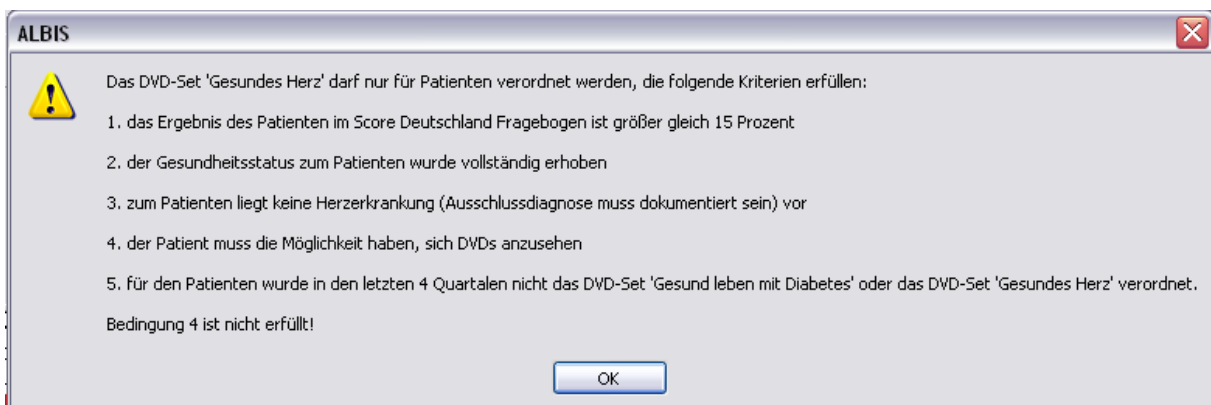 ALBIS
Das DVD-Set 'Gesundes Herz' darf nur für Patienten verordnet werden, die folgende Kriterien erfüllen:
1. das Ergebnis des Patienten im Score Deutschland Fragebogen ist größer gleich 15 Prozent
2. der Gesundheitsstatus zum Patienten wurde vollständig erhoben
3. zum Patienten liegt keine Herzerkrankung (Ausschlussdiagnose muss dokumentiert sein) vor
4. der Patient muss die Möglichkeit haben, sich DVDs anzusehen
5. für den Patienten wurde in den letzten 4 Quartalen nicht das DVD-Set 'Gesund leben mit Diabetes' oder das DVD-Set 'Gesundes Herz' verordnet.
Bedingung 4 ist nicht erfüllt!
OK